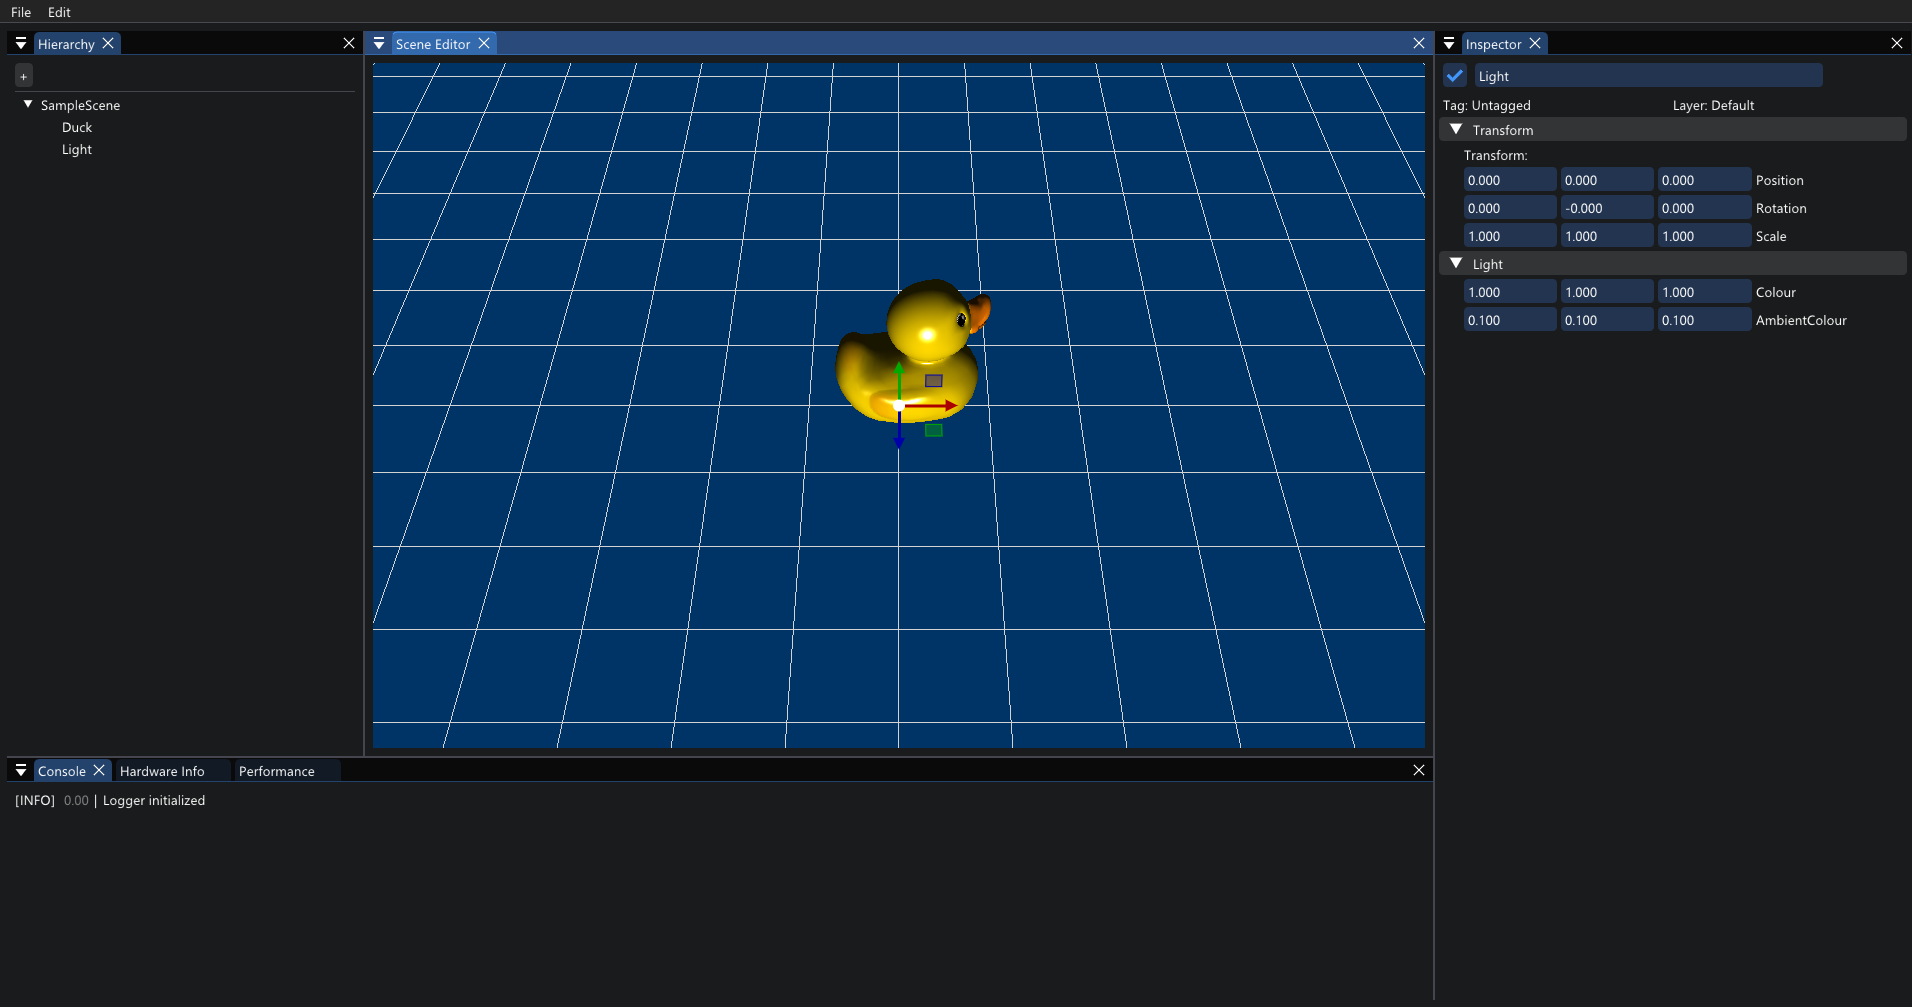 File Edit
Hierarchy
+
SampleScene
Duck
Light
Scene Editor
Inspector
Light
Tag: Untagged Layer: Default
Transform
Transform:
0.000 0.000 0.000 Position
0.000 -0.000 0.000 Rotation
1.000 1.000 1.000 Scale
Light
1.000 1.000 1.000 Colour
0.100 0.100 0.100 AmbientColour
Console Hardware Info Performance
[INFO] 0.00 | Logger initialized